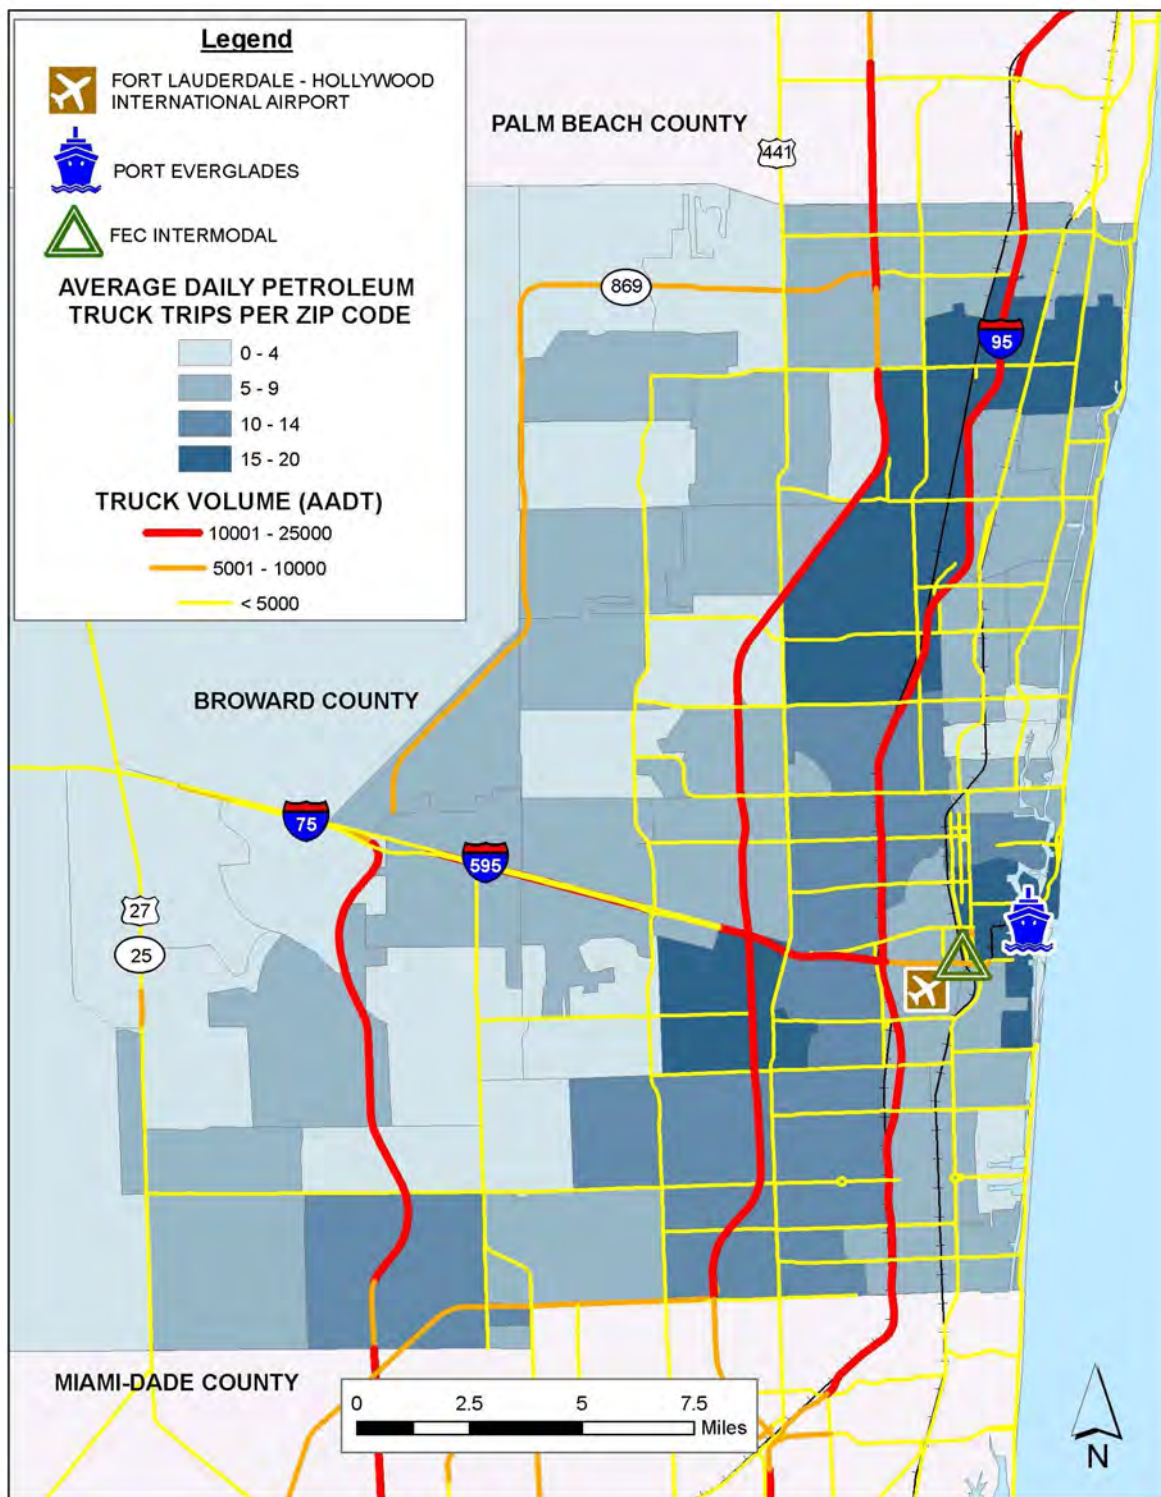 Legend
FORT LAUDERDALE - HOLLYWOOD
INTERNATIONAL AIRPORT
PORT EVERGLADES
FEC INTERMODAL
AVERAGE DAILY PETROLEUM
TRUCK TRIPS PER ZIP CODE
0 - 4
5 - 9
10 - 14
15 - 20
TRUCK VOLUME (AADT)
10001 - 25000
5001 - 10000
< 5000
PALM BEACH COUNTY
441
869
95
BROWARD COUNTY
75
595
27
25
MIAMI-DADE COUNTY
0 2.5 5 7.5
Miles
N